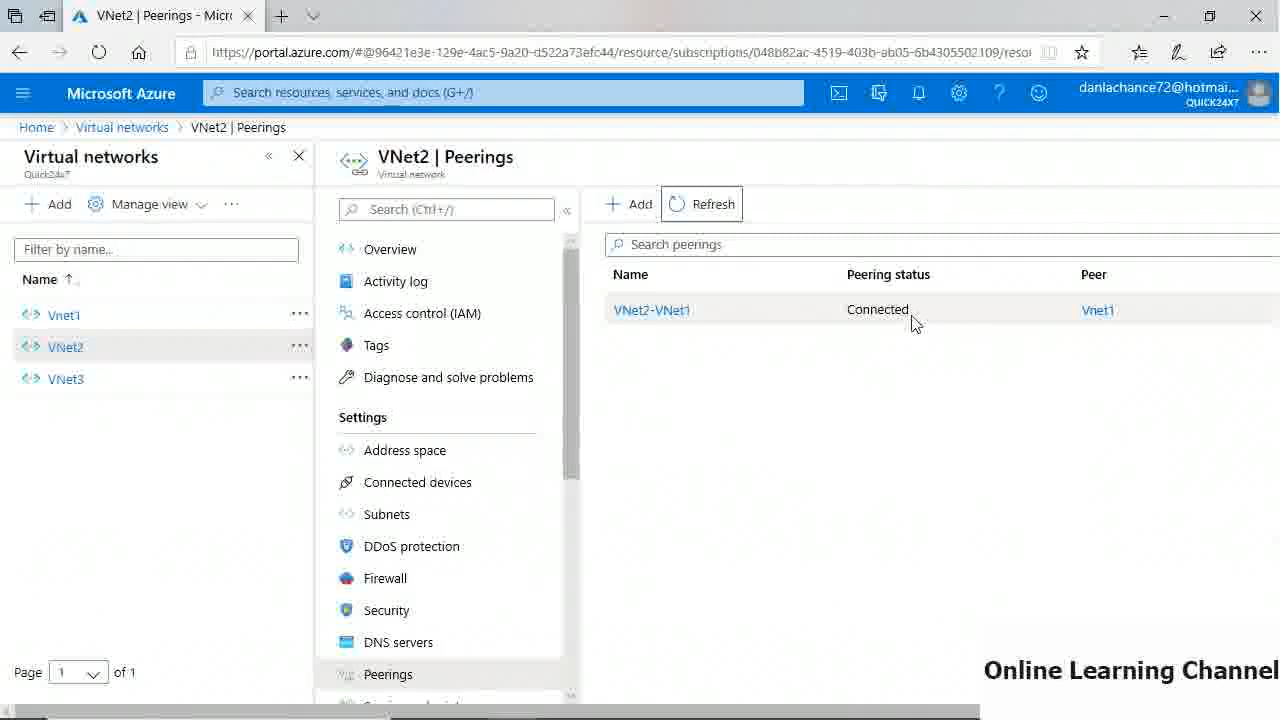 VNet2 | Peerings - Micr
https://portal.azure.com/#@96421e3e-129e-4ac5-9a20-d522a73efc44/resource/subscriptions/048b82ac-4519-403b-ab05-6b4305502109/resou
Microsoft Azure
Search resources, services, and docs (G+/)
danlachance72@hotmai...
QUICK24X7
Home > Virtual networks > VNet2 | Peerings
Virtual networks
Quick24x7
Add
Manage view
...
Filter by name...
Name ↑
Vnet1
VNet2
VNet3
Page 1 of 1
VNet2 | Peerings
Virtual network
Search (Ctrl+/)
Overview
Activity log
Access control (IAM)
Tags
Diagnose and solve problems
Settings
Address space
Connected devices
Subnets
DDoS protection
Firewall
Security
DNS servers
Peerings
Add
Refresh
Search peerings
Name Peering status Peer
VNet2-VNet1 Connected Vnet1
Online Learning Channel